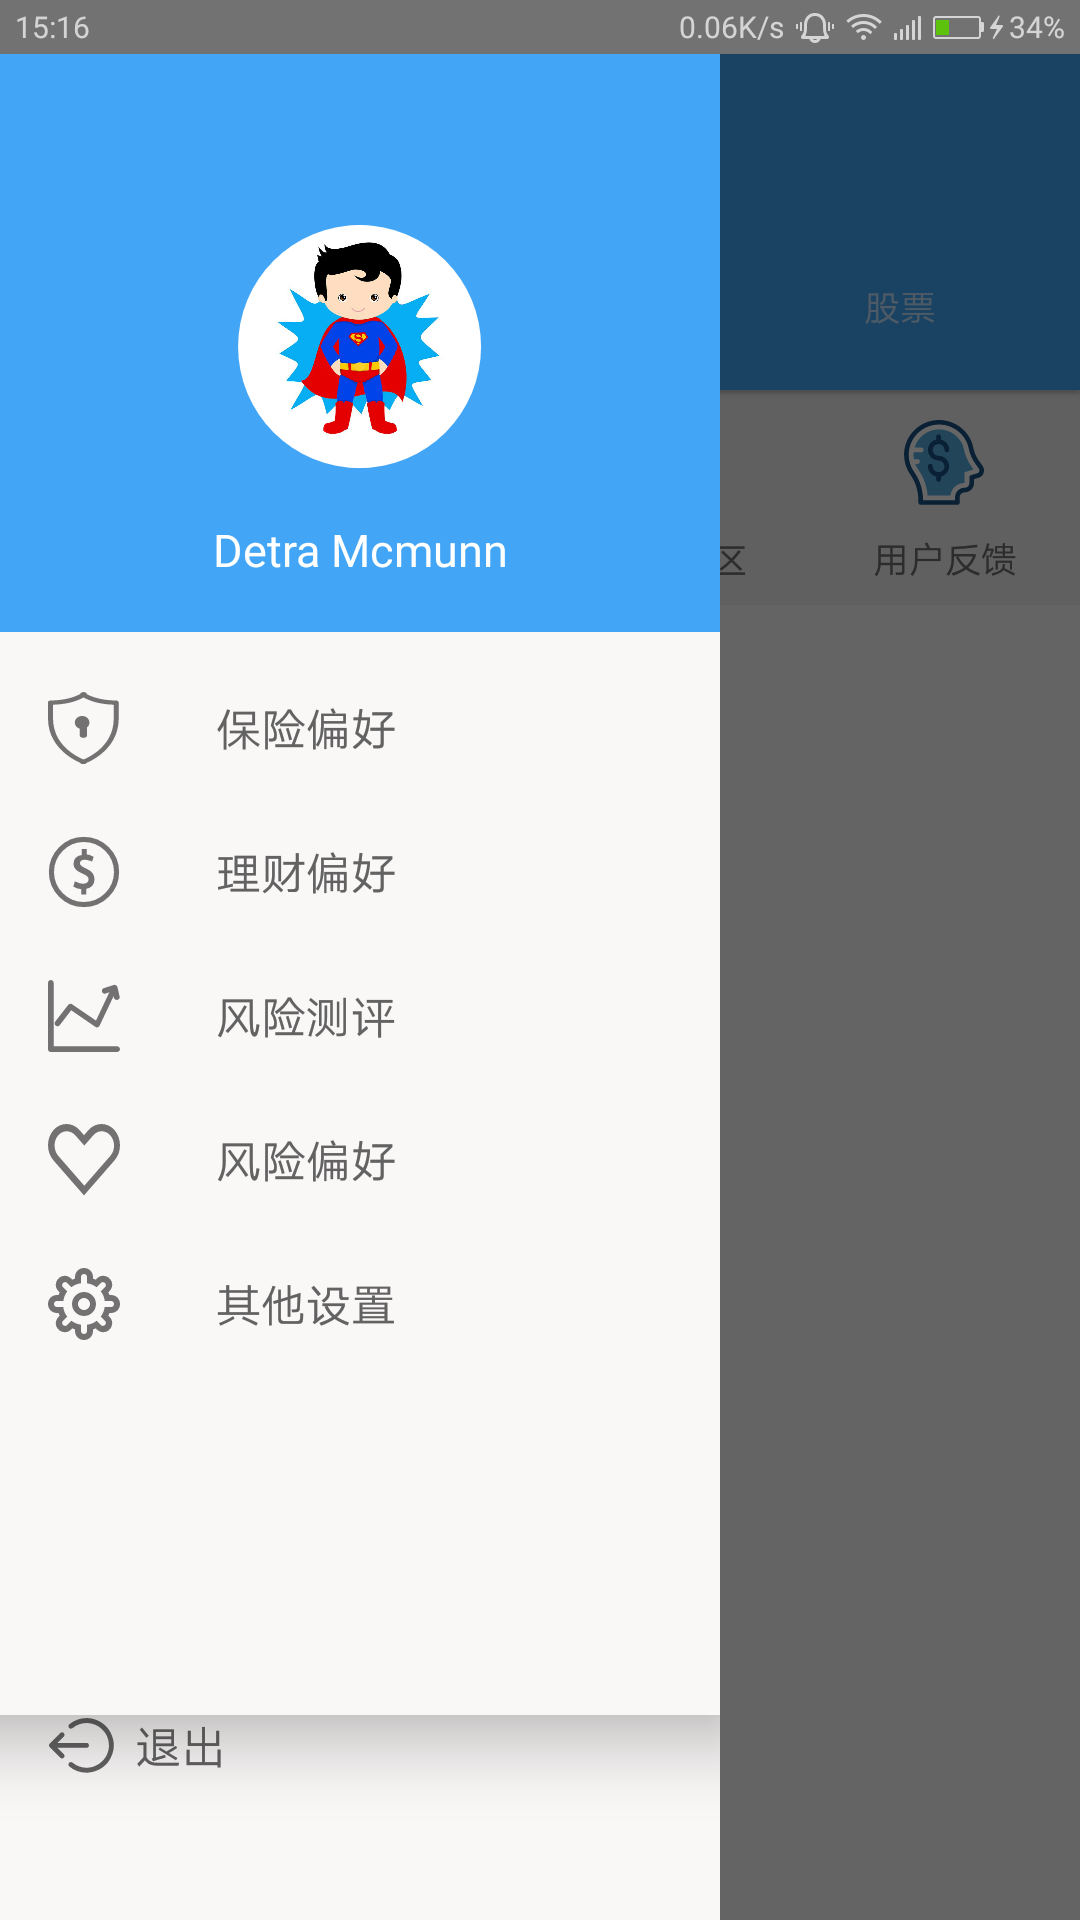 15:16 0.06K/s 34%
股票
Detra Mcmunn
区 用户反馈
保险偏好
理财偏好
风险测评
风险偏好
其他设置
退出